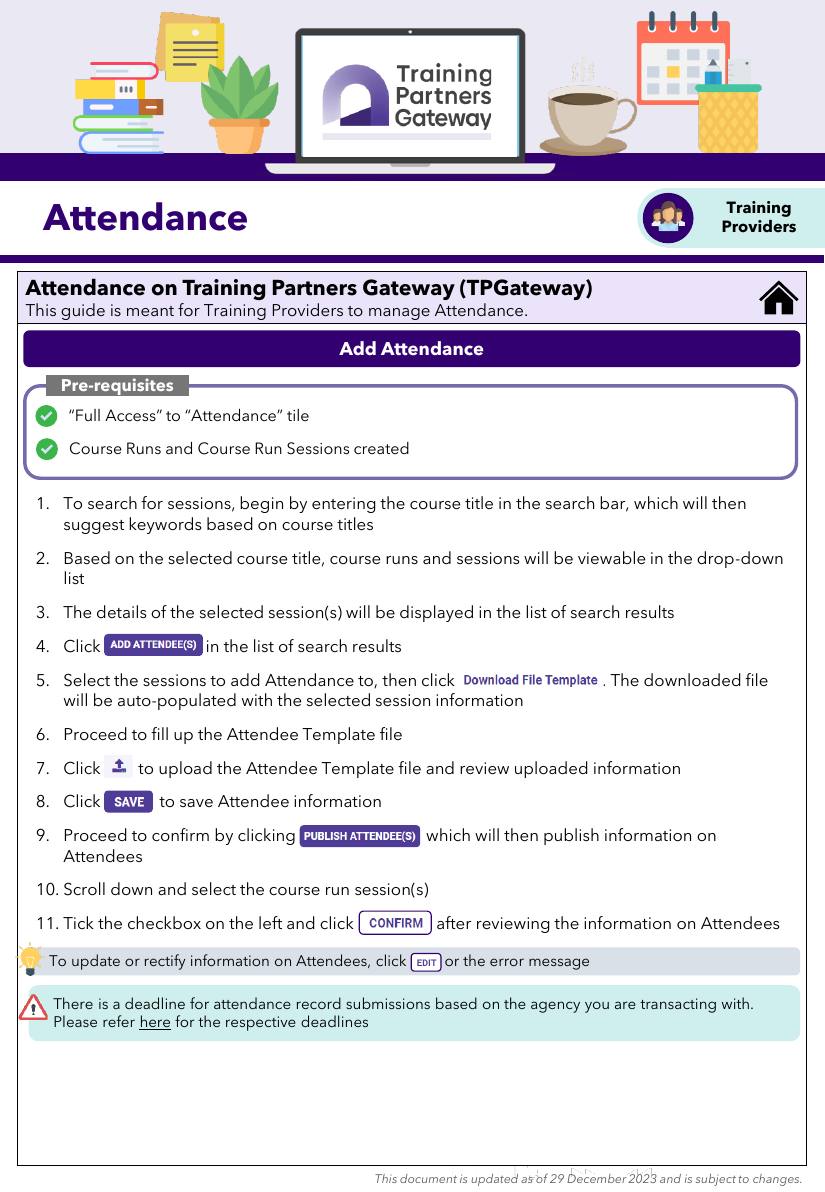 Training
Partners
Gateway
Attendance
Training
Providers
Attendance on Training Partners Gateway (TPGateway)
This guide is meant for Training Providers to manage Attendance.
Add Attendance
Pre-requisites
“Full Access” to “Attendance” tile
Course Runs and Course Run Sessions created
1. To search for sessions, begin by entering the course title in the search bar, which will then
suggest keywords based on course titles
2. Based on the selected course title, course runs and sessions will be viewable in the drop-down
list
3. The details of the selected session(s) will be displayed in the list of search results
4. Click ADD ATTENDEE(S) in the list of search results
5. Select the sessions to add Attendance to, then click Download File Template . The downloaded file
will be auto-populated with the selected session information
6. Proceed to fill up the Attendee Template file
7. Click to upload the Attendee Template file and review uploaded information
8. Click SAVE to save Attendee information
9. Proceed to confirm by clicking PUBLISH ATTENDEE(S) which will then publish information on
Attendees
10. Scroll down and select the course run session(s)
11. Tick the checkbox on the left and click CONFIRM after reviewing the information on Attendees
To update or rectify information on Attendees, click EDIT or the error message
There is a deadline for attendance record submissions based on the agency you are transacting with.
Please refer here for the respective deadlines
This document is updated as of 29 December 2023 and is subject to changes.